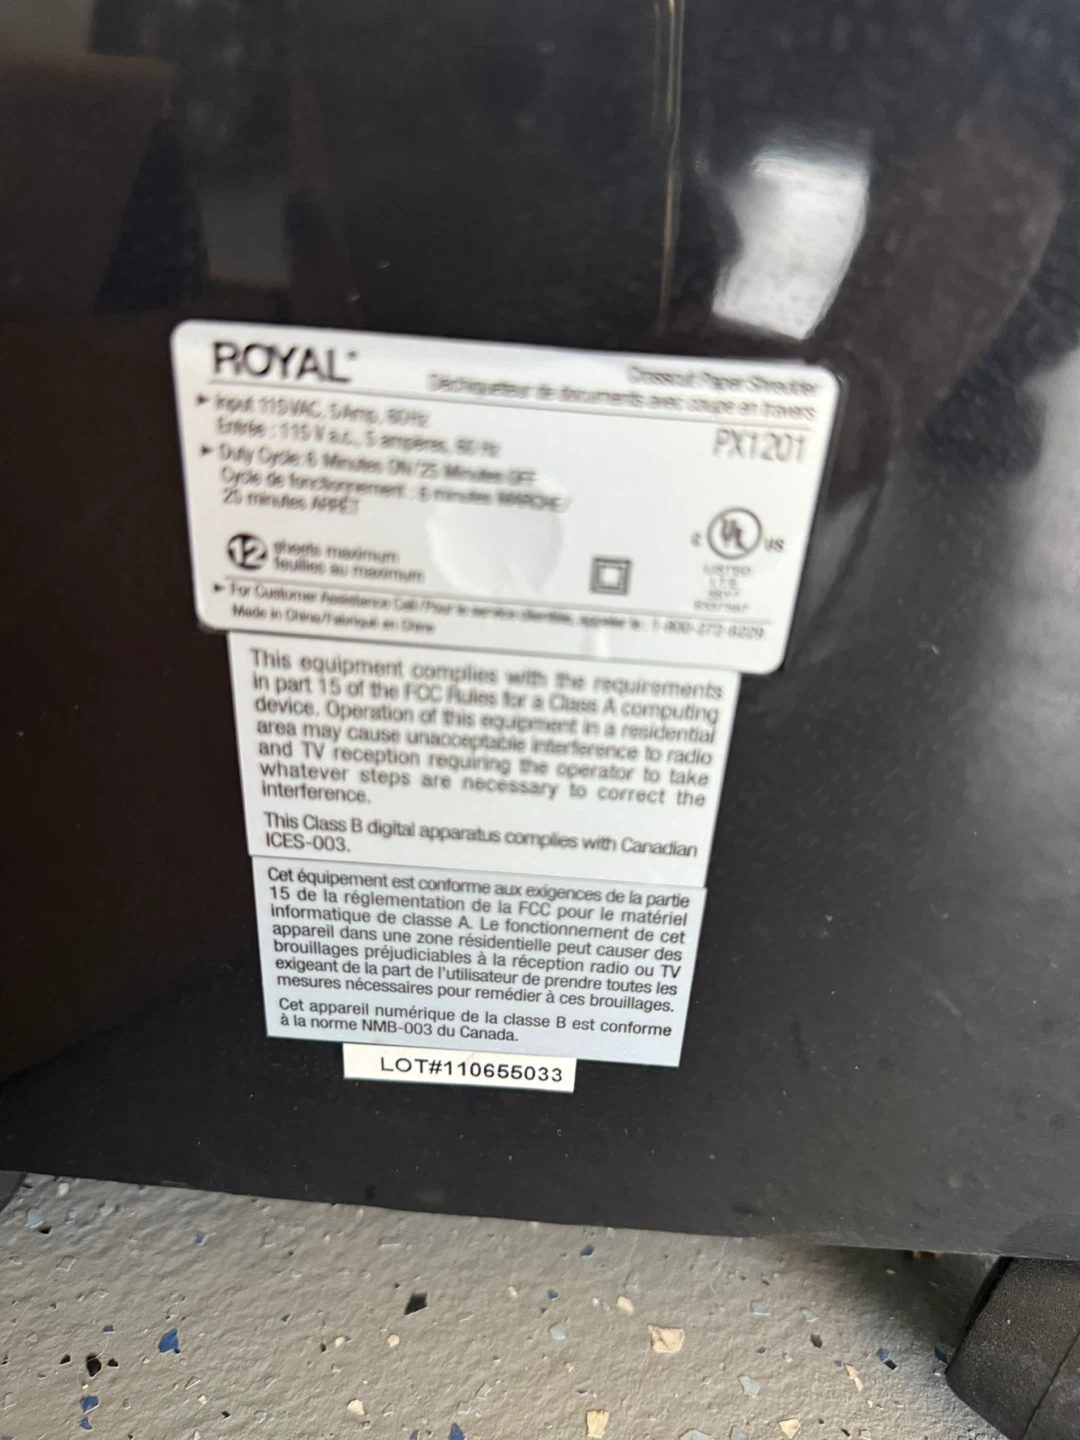 ROYAL
Crosscut Paper Shredder
Déchiqueteur de documents avec coupe en travers
Input 115 VAC, 5 Amp, 60Hz
PX1201
Entrée : 115 V a.c., 5 ampères, 60 Hz
Duty Cycle: 6 Minutes ON/25 Minutes OFF
Cycle de fonctionnement : 6 minutes MARCHE/
25 minutes ARRÊT
12 sheets maximum
feuilles au maximum
C UL US
LISTED
For Customer Assistance Call/Pour le service clientèle, appeler le : 1-800-272-6229
Made in China/Fabriqué en Chine
This equipment complies with the requirements
in part 15 of the FCC Rules for a Class A computing
device. Operation of this equipment in a residential
area may cause unacceptable interference to radio
and TV reception requiring the operator to take
whatever steps are necessary to correct the
interference.
This Class B digital apparatus complies with Canadian
ICES-003.
Cet équipement est conforme aux exigences de la partie
15 de la réglementation de la FCC pour le matériel
informatique de classe A. Le fonctionnement de cet
appareil dans une zone résidentielle peut causer des
brouillages préjudiciables à la réception radio ou TV
exigeant de la part de l'utilisateur de prendre toutes les
mesures nécessaires pour remédier à ces brouillages.
Cet appareil numérique de la classe B est conforme
à la norme NMB-003 du Canada.
LOT#110655033